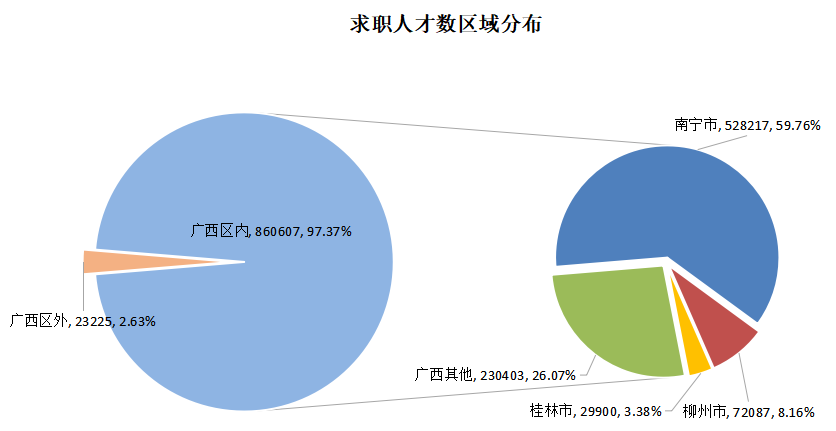 求职人才数区域分布
南宁市, 528217, 59.76%
广西区内, 860607, 97.37%
广西区外, 23225, 2.63%
广西其他, 230403, 26.07%
桂林市, 29900, 3.38%
柳州市, 72087, 8.16%